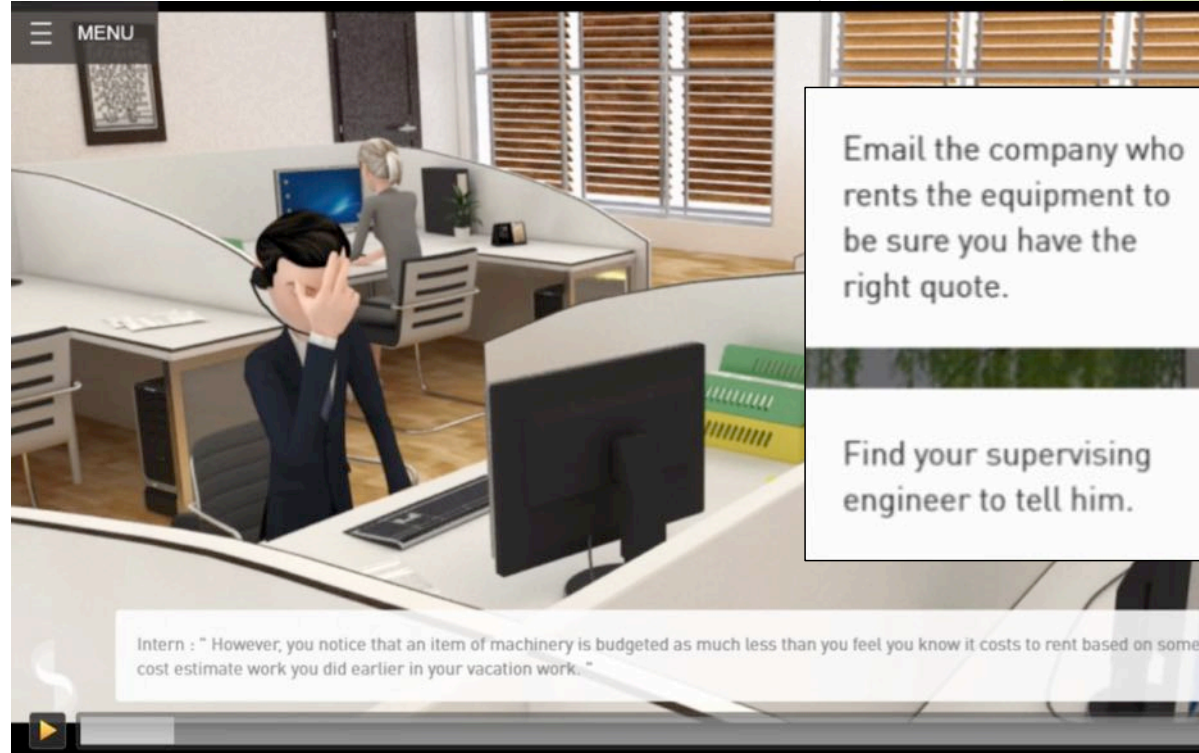 MENU
Email the company who
rents the equipment to
be sure you have the
right quote.
Find your supervising
engineer to tell him.
Intern : " However, you notice that an item of machinery is budgeted as much less than you feel you know it costs to rent based on some
cost estimate work you did earlier in your vacation work. "